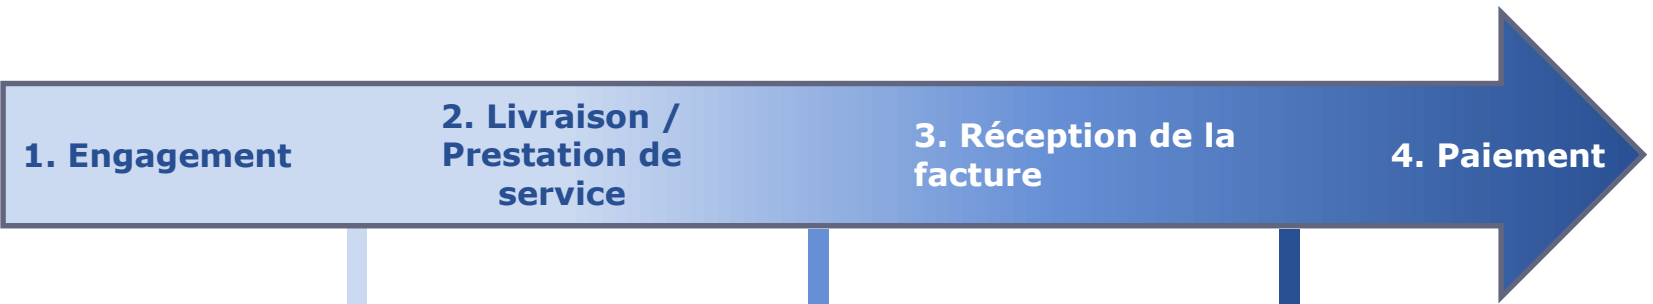 1. Engagement
2. Livraison /
Prestation de
service
3. Réception de la
facture
4. Paiement